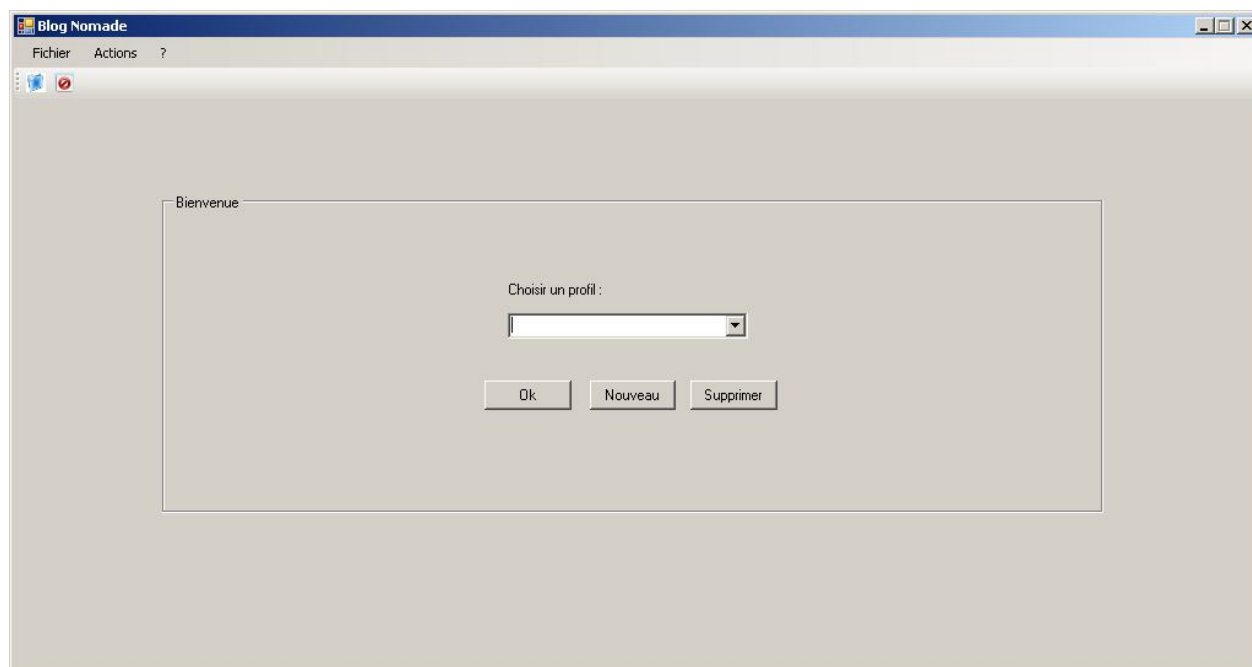 Blog Nomade
Fichier Actions ?
Bienvenue
Choisir un profil :
Ok Nouveau Supprimer